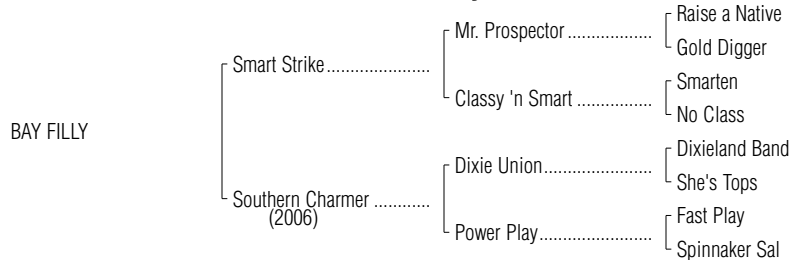 Raise a Native
Mr. Prospector ..................
Gold Digger
Smart Strike......................
Smarten
Classy 'n Smart ................
No Class
BAY FILLY
Dixieland Band
Dixie Union.......................
She's Tops
Southern Charmer ............
(2006)
Fast Play
Power Play........................
Spinnaker Sal